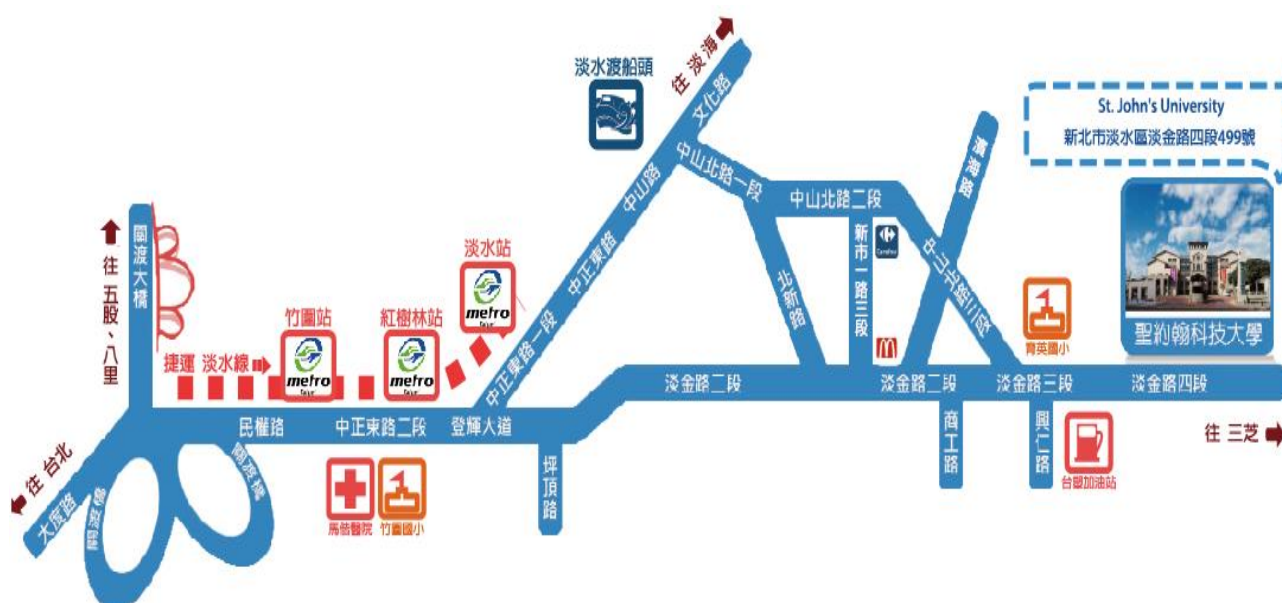 往 淡海
淡水渡船頭
文化路
St. John's University
新北市淡水區淡金路四段499號
中山路
中山北路一段
中山北路二段
關渡大橋
往 五股、八里
淡水站
metro
Taipei
中正東路
北新路
新市一路三段
Carrefour
中山北路三段
育英國小
聖約翰科技大學
竹圍站
metro
Taipei
紅樹林站
metro
Taipei
捷運 淡水線
中正東路一段
淡金路二段
淡金路二段
淡金路三段
淡金路四段
民權路
中正東路二段
登輝大道
往 三芝
往 台北
大度路
關渡橋
關渡橋
馬偕醫院
竹圍國小
坪頂路
商工路
興仁路
台塑加油站